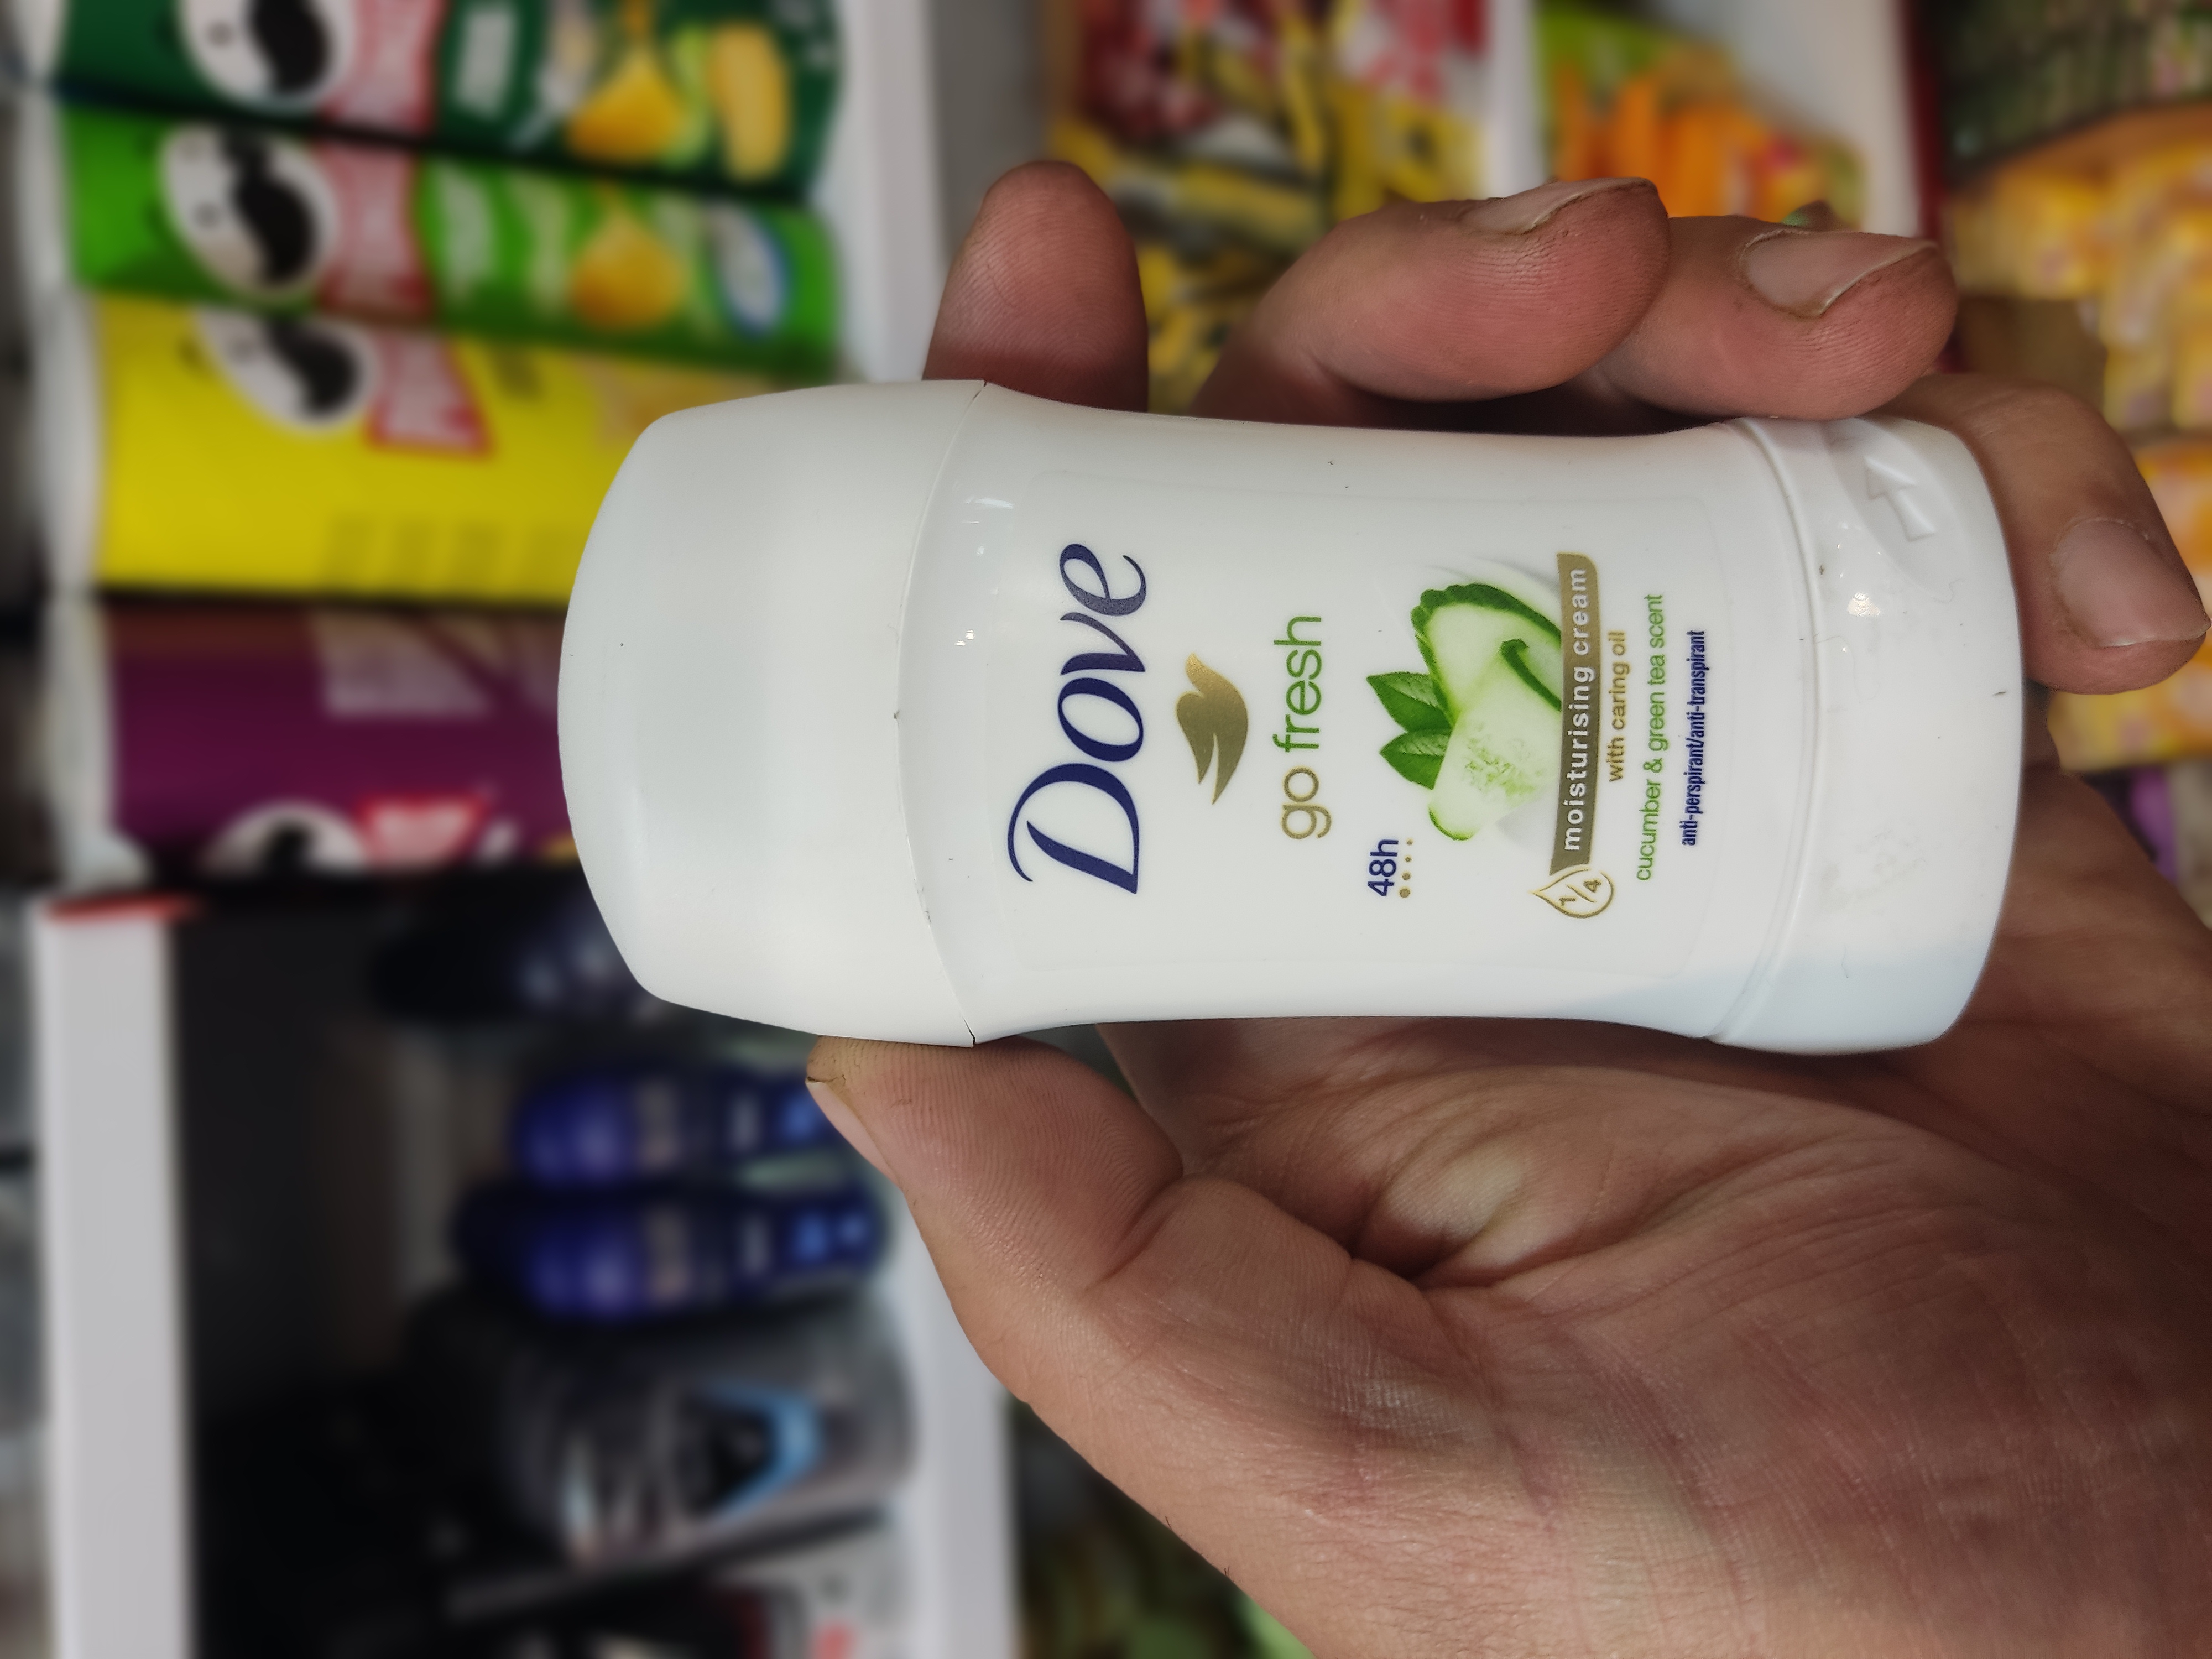 Dove
go fresh
48h
1/4 moisturising cream
with caring oil
cucumber & green tea scent
anti-perspirant/anti-transpirant